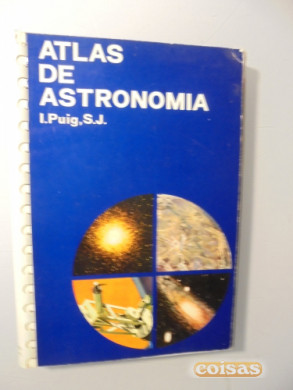 ATLAS
DE
ASTRONOMIA
I.Puig,S.J.
coisas